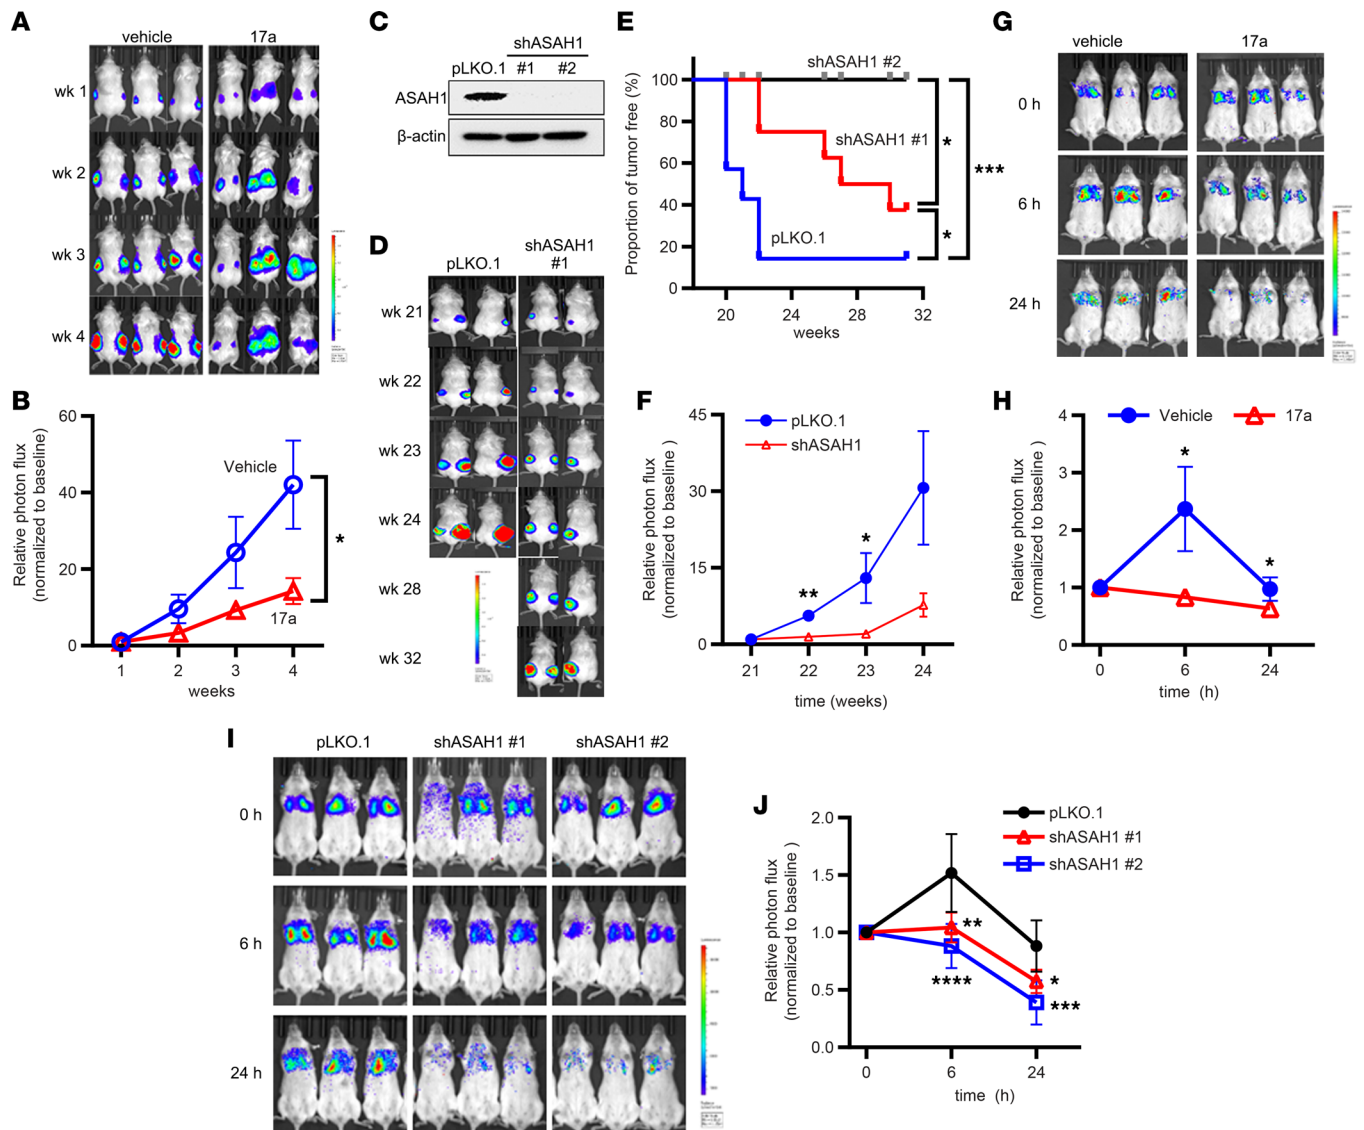 A
vehicle 17a
wk 1
wk 2
wk 3
wk 4
B
Relative photon flux
(normalized to baseline)
60
40
20
0
Vehicle
17a
*
1 2 3 4
weeks
C
shASAH1
pLKO.1 #1 #2
ASAH1
β-actin
D
pLKO.1 shASAH1
#1
wk 21
wk 22
wk 23
wk 24
wk 28
wk 32
E
Proportion of tumor free (%)
100
80
60
40
20
0
shASAH1 #2
shASAH1 #1
pLKO.1
*
*
***
20 24 28 32
weeks
F
Relative photon flux
(normalized to baseline)
45
30
15
0
pLKO.1
shASAH1
**
*
21 22 23 24
time (weeks)
G
vehicle 17a
0 h
6 h
24 h
H
Relative photon flux
(normalized to baseline)
4
3
2
1
0
Vehicle 17a
*
*
0 6 24
time (h)
I
pLKO.1 shASAH1 #1 shASAH1 #2
0 h
6 h
24 h
J
Relative photon flux
(normalized to baseline )
2.0
1.5
1.0
0.5
0.0
pLKO.1
shASAH1 #1
shASAH1 #2
**
****
*
***
0 6 24
time (h)